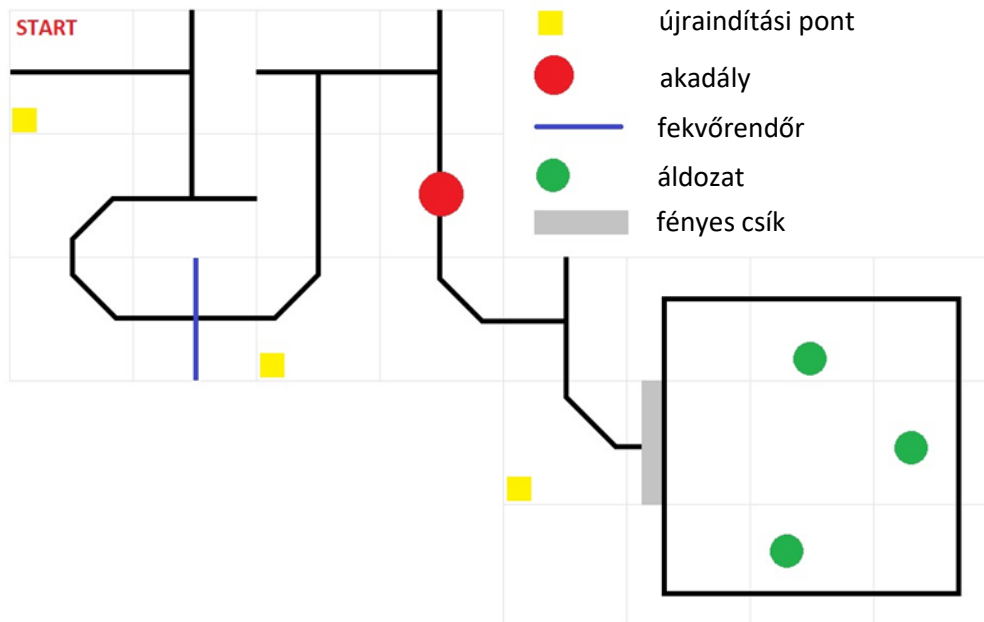 START
újraindítási pont
akadály
fekvőrendőr
áldozat
fényes csík